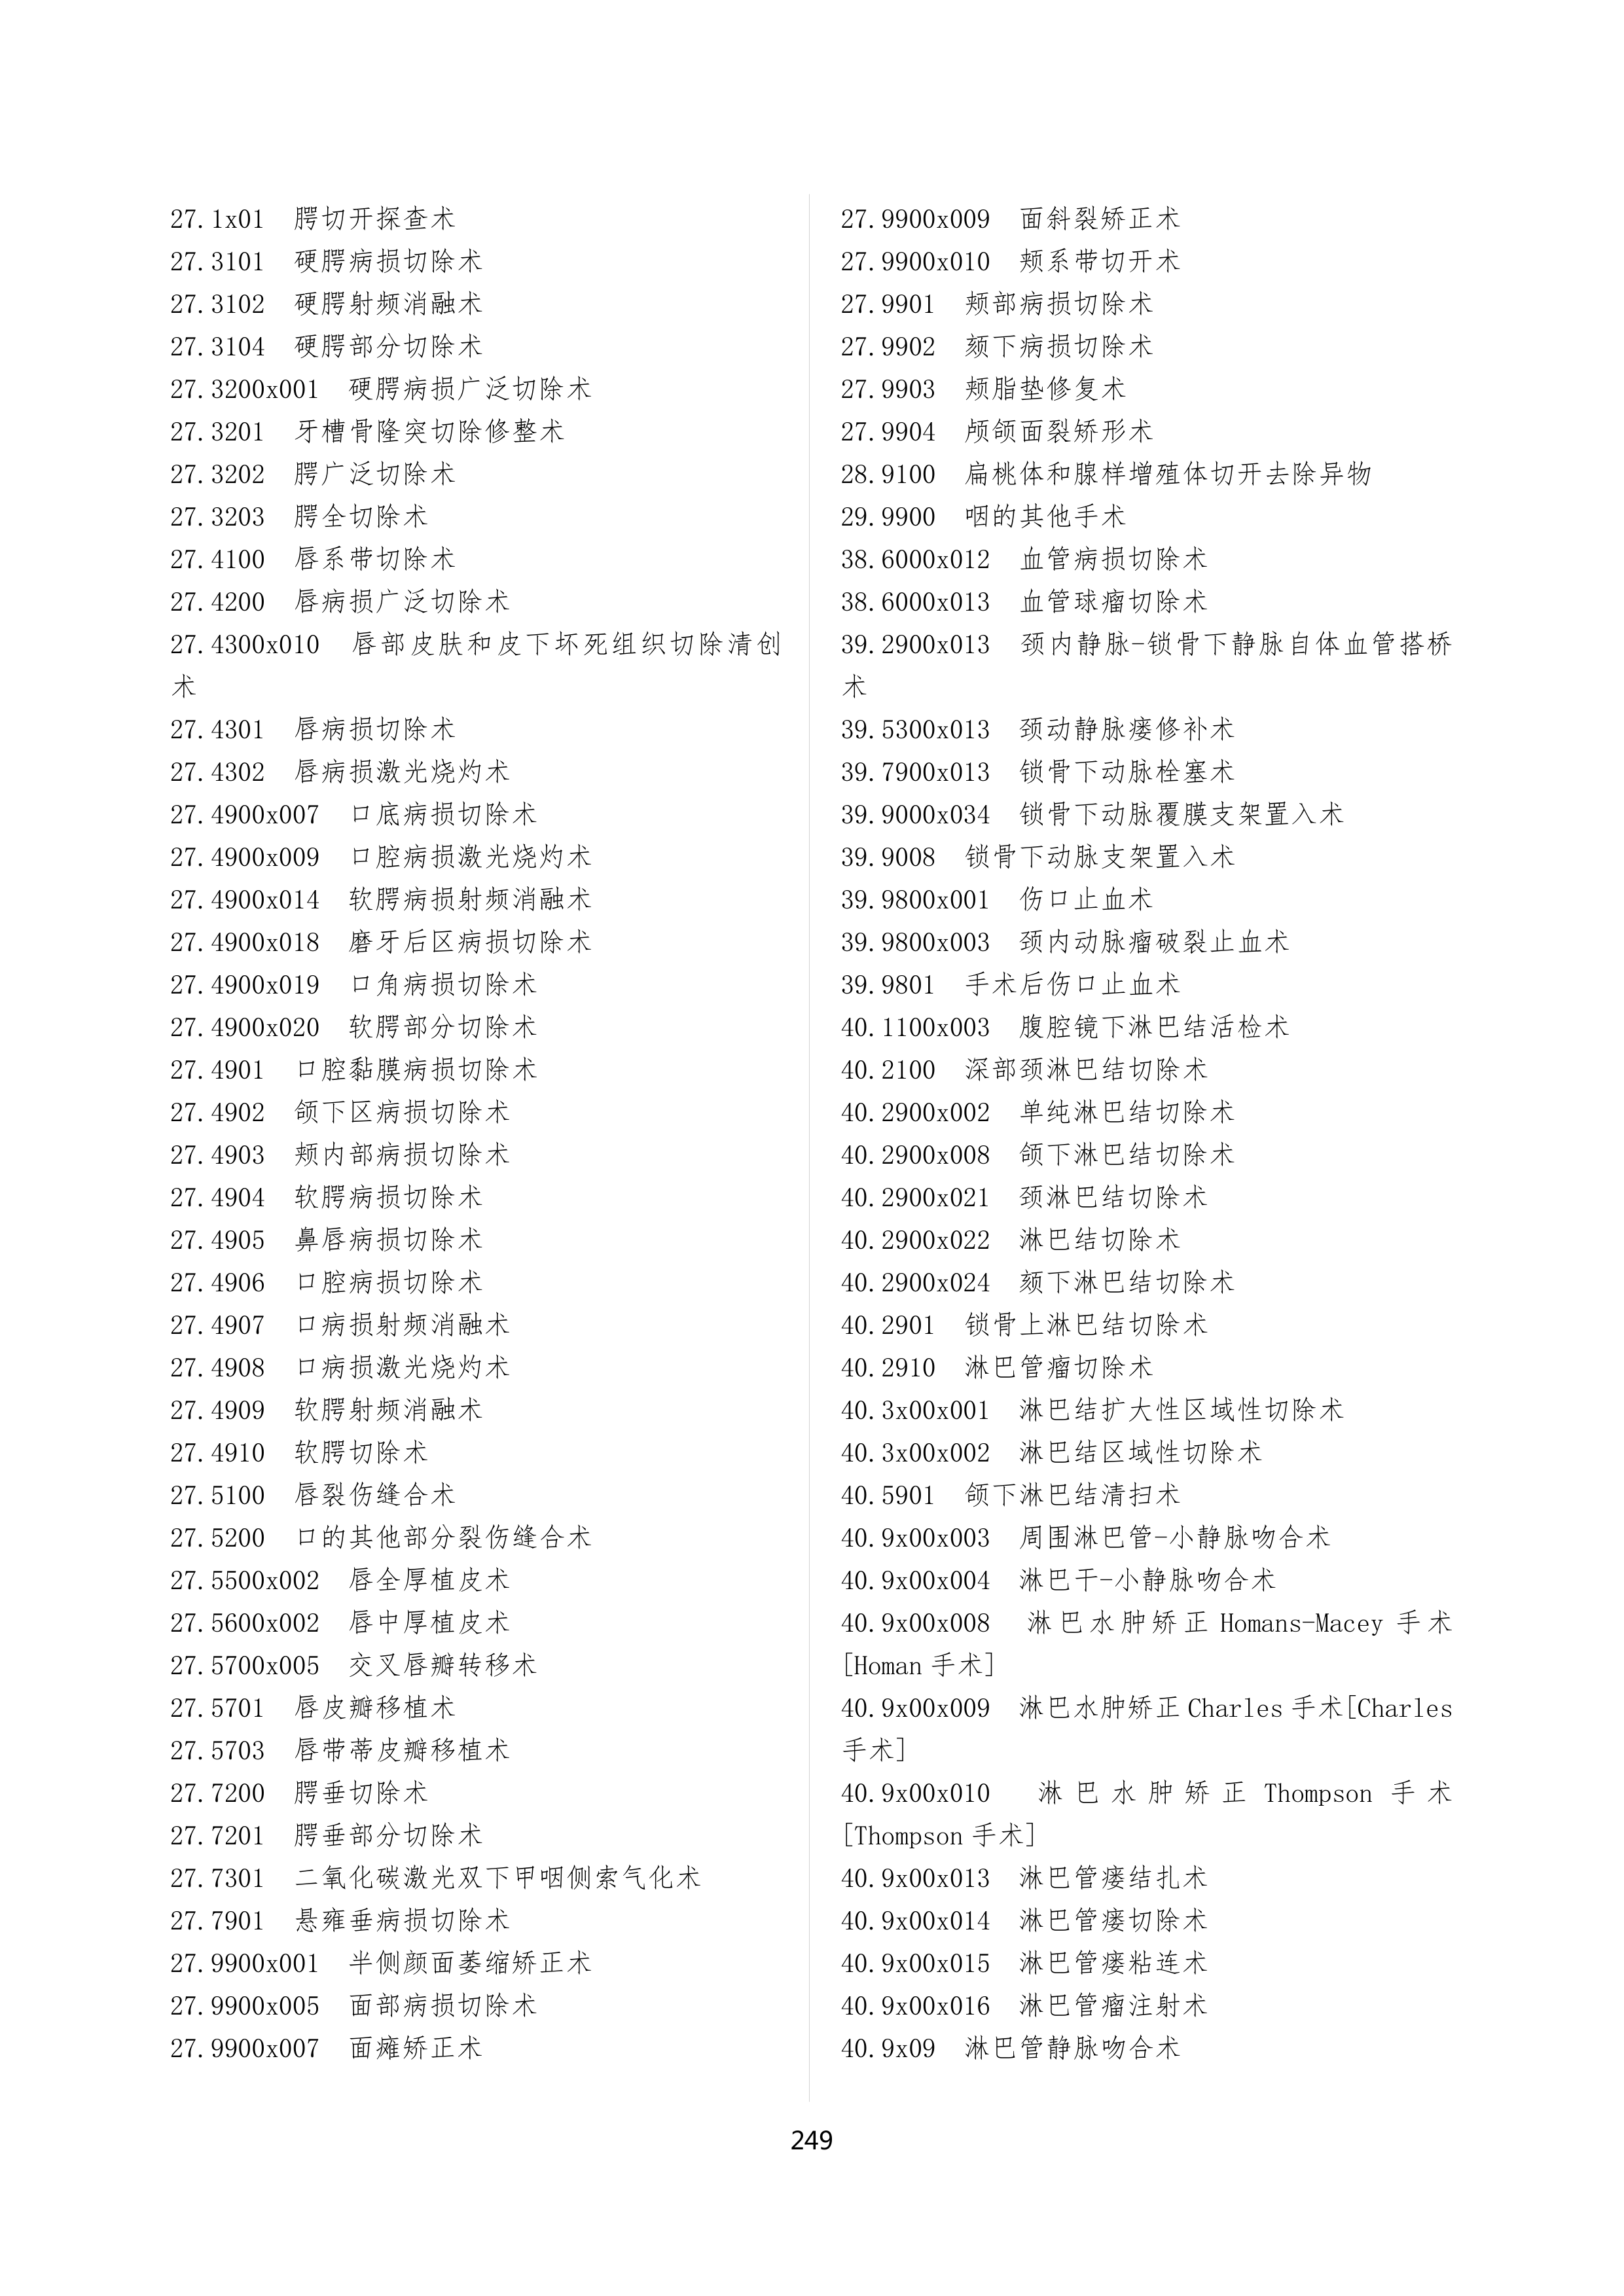 27.1x01 腭切开探查术
27.3101 硬腭病损切除术
27.3102 硬腭射频消融术
27.3104 硬腭部分切除术
27.3200x001 硬腭病损广泛切除术
27.3201 牙槽骨隆突切除修整术
27.3202 腭广泛切除术
27.3203 腭全切除术
27.4100 唇系带切除术
27.4200 唇病损广泛切除术
27.4300x010 唇部皮肤和皮下坏死组织切除清创
术
27.4301 唇病损切除术
27.4302 唇病损激光烧灼术
27.4900x007 口底病损切除术
27.4900x009 口腔病损激光烧灼术
27.4900x014 软腭病损射频消融术
27.4900x018 磨牙后区病损切除术
27.4900x019 口角病损切除术
27.4900x020 软腭部分切除术
27.4901 口腔黏膜病损切除术
27.4902 颌下区病损切除术
27.4903 颊内部病损切除术
27.4904 软腭病损切除术
27.4905 鼻唇病损切除术
27.4906 口腔病损切除术
27.4907 口病损射频消融术
27.4908 口病损激光烧灼术
27.4909 软腭射频消融术
27.4910 软腭切除术
27.5100 唇裂伤缝合术
27.5200 口的其他部分裂伤缝合术
27.5500x002 唇全厚植皮术
27.5600x002 唇中厚植皮术
27.5700x005 交叉唇瓣转移术
27.5701 唇皮瓣移植术
27.5703 唇带蒂皮瓣移植术
27.7200 腭垂切除术
27.7201 腭垂部分切除术
27.7301 二氧化碳激光双下甲咽侧索气化术
27.7901 悬雍垂病损切除术
27.9900x001 半侧颜面萎缩矫正术
27.9900x005 面部病损切除术
27.9900x007 面瘫矫正术
27.9900x009 面斜裂矫正术
27.9900x010 颊系带切开术
27.9901 颊部病损切除术
27.9902 颏下病损切除术
27.9903 颊脂垫修复术
27.9904 颅颌面裂矫形术
28.9100 扁桃体和腺样增殖体切开去除异物
29.9900 咽的其他手术
38.6000x012 血管病损切除术
38.6000x013 血管球瘤切除术
39.2900x013 颈内静脉-锁骨下静脉自体血管搭桥
术
39.5300x013 颈动静脉瘘修补术
39.7900x013 锁骨下动脉栓塞术
39.9000x034 锁骨下动脉覆膜支架置入术
39.9008 锁骨下动脉支架置入术
39.9800x001 伤口止血术
39.9800x003 颈内动脉瘤破裂止血术
39.9801 手术后伤口止血术
40.1100x003 腹腔镜下淋巴结活检术
40.2100 深部颈淋巴结切除术
40.2900x002 单纯淋巴结切除术
40.2900x008 颌下淋巴结切除术
40.2900x021 颈淋巴结切除术
40.2900x022 淋巴结切除术
40.2900x024 颏下淋巴结切除术
40.2901 锁骨上淋巴结切除术
40.2910 淋巴管瘤切除术
40.3x00x001 淋巴结扩大性区域性切除术
40.3x00x002 淋巴结区域性切除术
40.5901 颌下淋巴结清扫术
40.9x00x003 周围淋巴管-小静脉吻合术
40.9x00x004 淋巴干-小静脉吻合术
40.9x00x008 淋巴水肿矫正 Homans-Macey 手术
[Homan 手术]
40.9x00x009 淋巴水肿矫正 Charles 手术[Charles
手术]
40.9x00x010 淋巴水肿矫正 Thompson 手术
[Thompson 手术]
40.9x00x013 淋巴管瘘结扎术
40.9x00x014 淋巴管瘘切除术
40.9x00x015 淋巴管瘘粘连术
40.9x00x016 淋巴管瘤注射术
40.9x09 淋巴管静脉吻合术
249